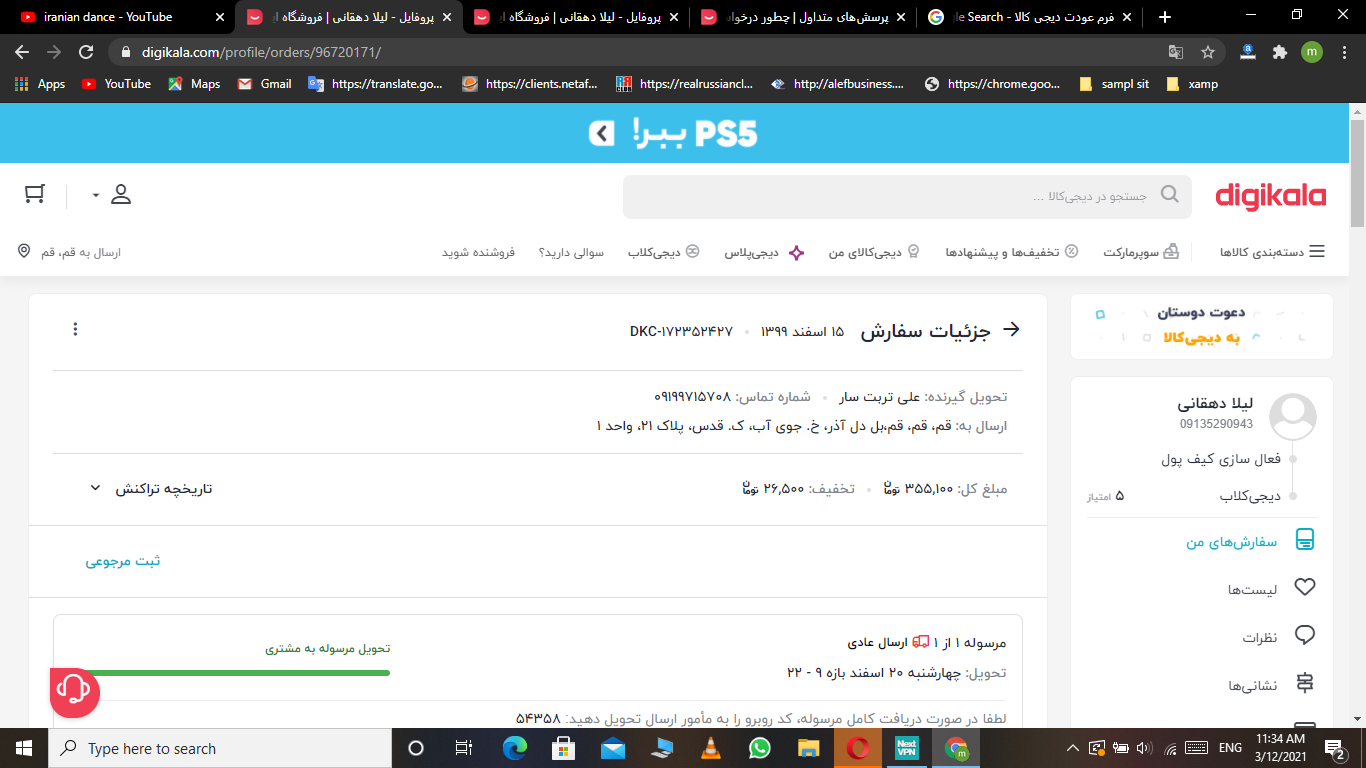 iranian dance - YouTube
پروفایل - لیلا دهقانی | فروشگاه ای
پروفایل - لیلا دهقانی | فروشگاه ای
پرسش‌های متداول | چطور درخوا
فرم عودت دیجی کالا - le Search
digikala.com/profile/orders/96720171/
m
Apps
YouTube
Maps
Gmail
https://translate.go...
https://clients.netaf...
https://realrussiancl...
http://alefbusiness....
https://chrome.goo...
sampl sit
xamp
PS5 ببر!
digikala
جستجو در دیجی‌کالا ...
دسته‌بندی کالاها
سوپرمارکت
تخفیف‌ها و پیشنهادها
دیجی‌کالای من
دیجی‌پلاس
دیجی‌کلاب
سوالی دارید؟
فروشنده شوید
ارسال به قم، قم
دعوت دوستان
به دیجی‌کالا
لیلا دهقانی
09135290943
فعال سازی کیف پول
دیجی‌کلاب
۵ امتیاز
سفارش‌های من
لیست‌ها
نظرات
نشانی‌ها
جزئیات سفارش
۱۵ اسفند ۱۳۹۹
DKC-۱۷۲۳۵۲۴۲۷
تحویل گیرنده: علی تربت سار
شماره تماس: ۰۹۱۹۹۷۱۵۷۰۸
ارسال به: قم، قم، قم،بل دل آذر، خ. جوی آب، ک. قدس، پلاک ۲۱، واحد ۱
مبلغ کل: ۳۵۵,۱۰۰ تومان
تخفیف: ۲۶,۵۰۰ تومان
تاریخچه تراکنش
ثبت مرجوعی
مرسوله ۱ از ۱
ارسال عادی
تحویل مرسوله به مشتری
تحویل: چهارشنبه ۲۰ اسفند بازه ۹ - ۲۲
لطفا در صورت دریافت کامل مرسوله، کد روبرو را به مأمور ارسال تحویل دهید: ۵۴۳۵۸
Type here to search
Next
VPN
m
ENG
11:34 AM
3/12/2021
2